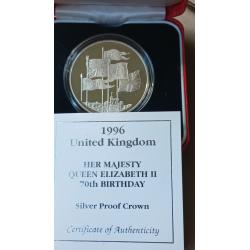 1996
United Kingdom
HER MAJESTY
QUEEN ELIZABETH II
70th BIRTHDAY
Silver Proof Crown
Certificate of Authenticity